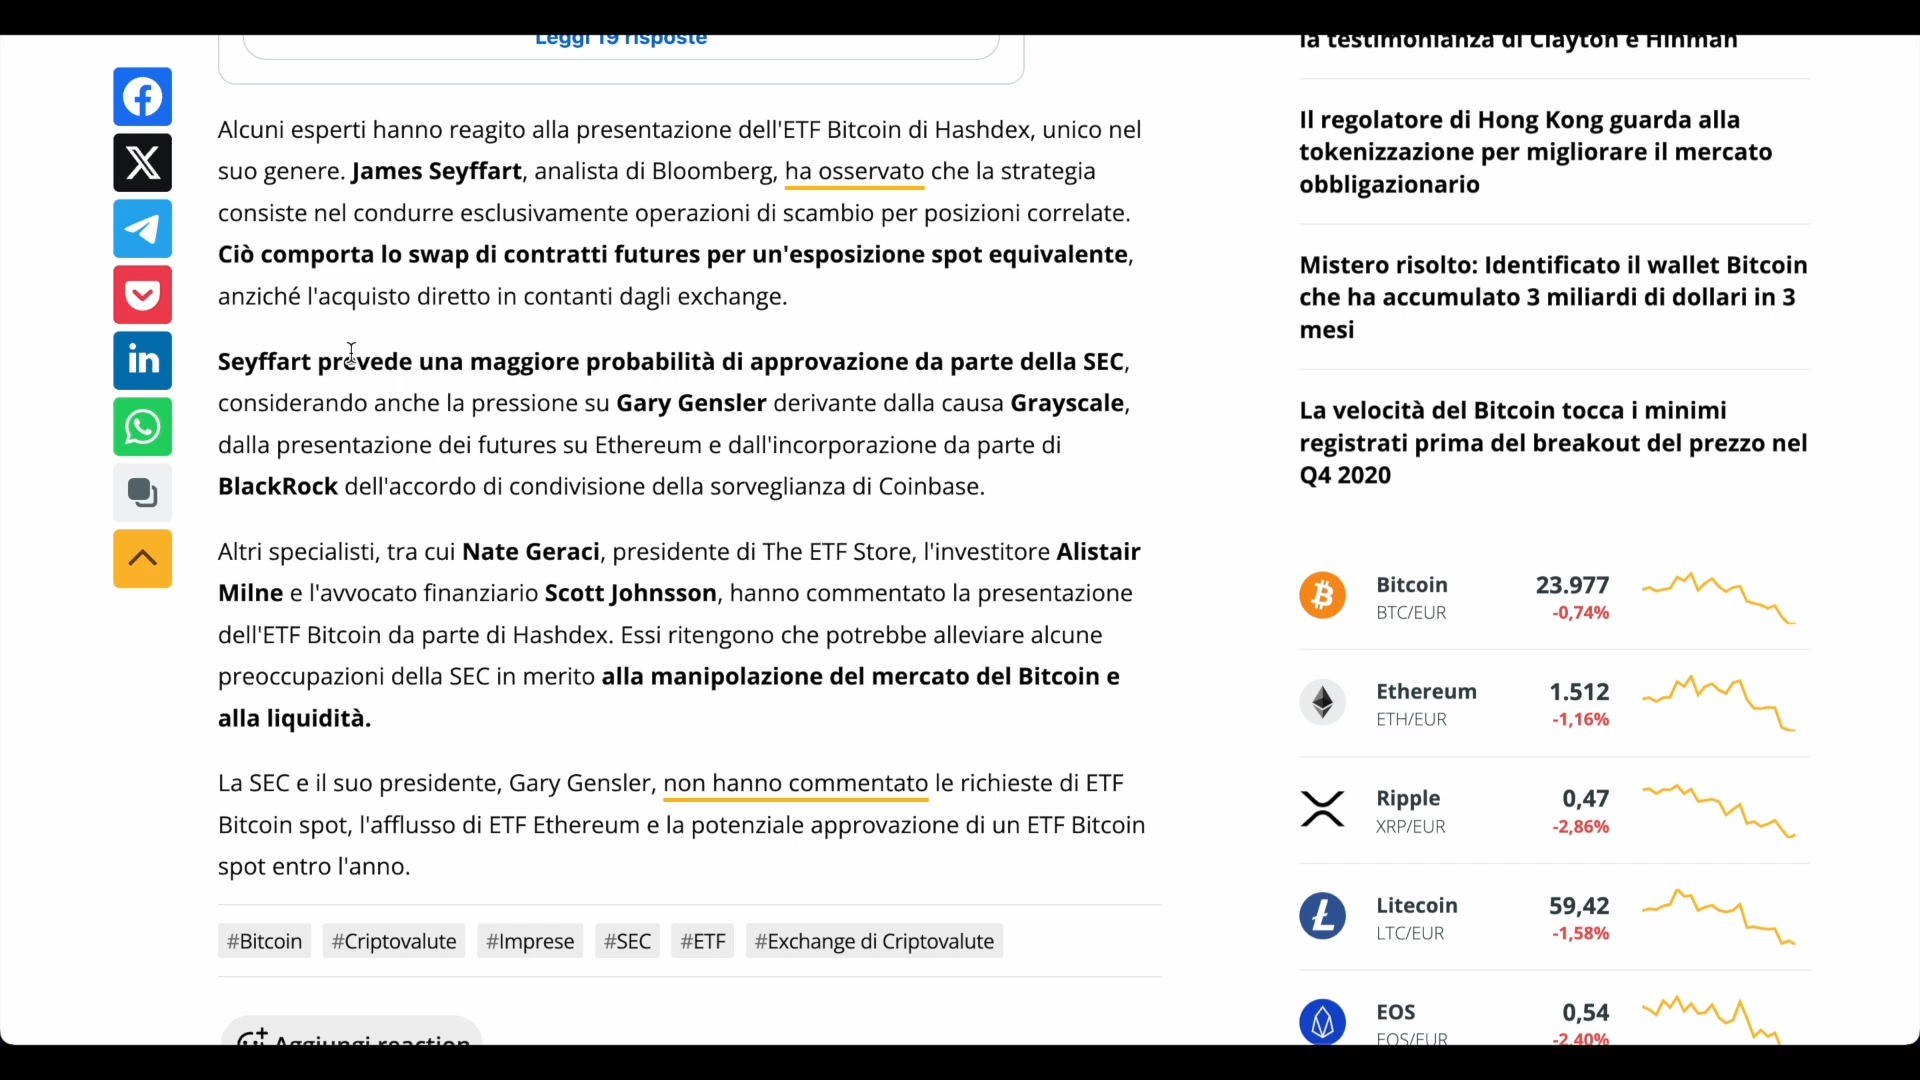 Leggi 19 risposte
Alcuni esperti hanno reagito alla presentazione dell'ETF Bitcoin di Hashdex, unico nel
suo genere. James Seyffart, analista di Bloomberg, ha osservato che la strategia
consiste nel condurre esclusivamente operazioni di scambio per posizioni correlate.
Ciò comporta lo swap di contratti futures per un'esposizione spot equivalente,
anziché l'acquisto diretto in contanti dagli exchange.
Seyffart prevede una maggiore probabilità di approvazione da parte della SEC,
considerando anche la pressione su Gary Gensler derivante dalla causa Grayscale,
dalla presentazione dei futures su Ethereum e dall'incorporazione da parte di
BlackRock dell'accordo di condivisione della sorveglianza di Coinbase.
Altri specialisti, tra cui Nate Geraci, presidente di The ETF Store, l'investitore Alistair
Milne e l'avvocato finanziario Scott Johnsson, hanno commentato la presentazione
dell'ETF Bitcoin da parte di Hashdex. Essi ritengono che potrebbe alleviare alcune
preoccupazioni della SEC in merito alla manipolazione del mercato del Bitcoin e
alla liquidità.
La SEC e il suo presidente, Gary Gensler, non hanno commentato le richieste di ETF
Bitcoin spot, l'afflusso di ETF Ethereum e la potenziale approvazione di un ETF Bitcoin
spot entro l'anno.
#Bitcoin #Criptovalute #Imprese #SEC #ETF #Exchange di Criptovalute
Aggiungi reaction
la testimonianza di Clayton e Hinman
Il regolatore di Hong Kong guarda alla
tokenizzazione per migliorare il mercato
obbligazionario
Mistero risolto: Identificato il wallet Bitcoin
che ha accumulato 3 miliardi di dollari in 3
mesi
La velocità del Bitcoin tocca i minimi
registrati prima del breakout del prezzo nel
Q4 2020
Bitcoin 23.977
BTC/EUR -0,74%
Ethereum 1.512
ETH/EUR -1,16%
Ripple 0,47
XRP/EUR -2,86%
Litecoin 59,42
LTC/EUR -1,58%
EOS 0,54
EOS/EUR -2,40%